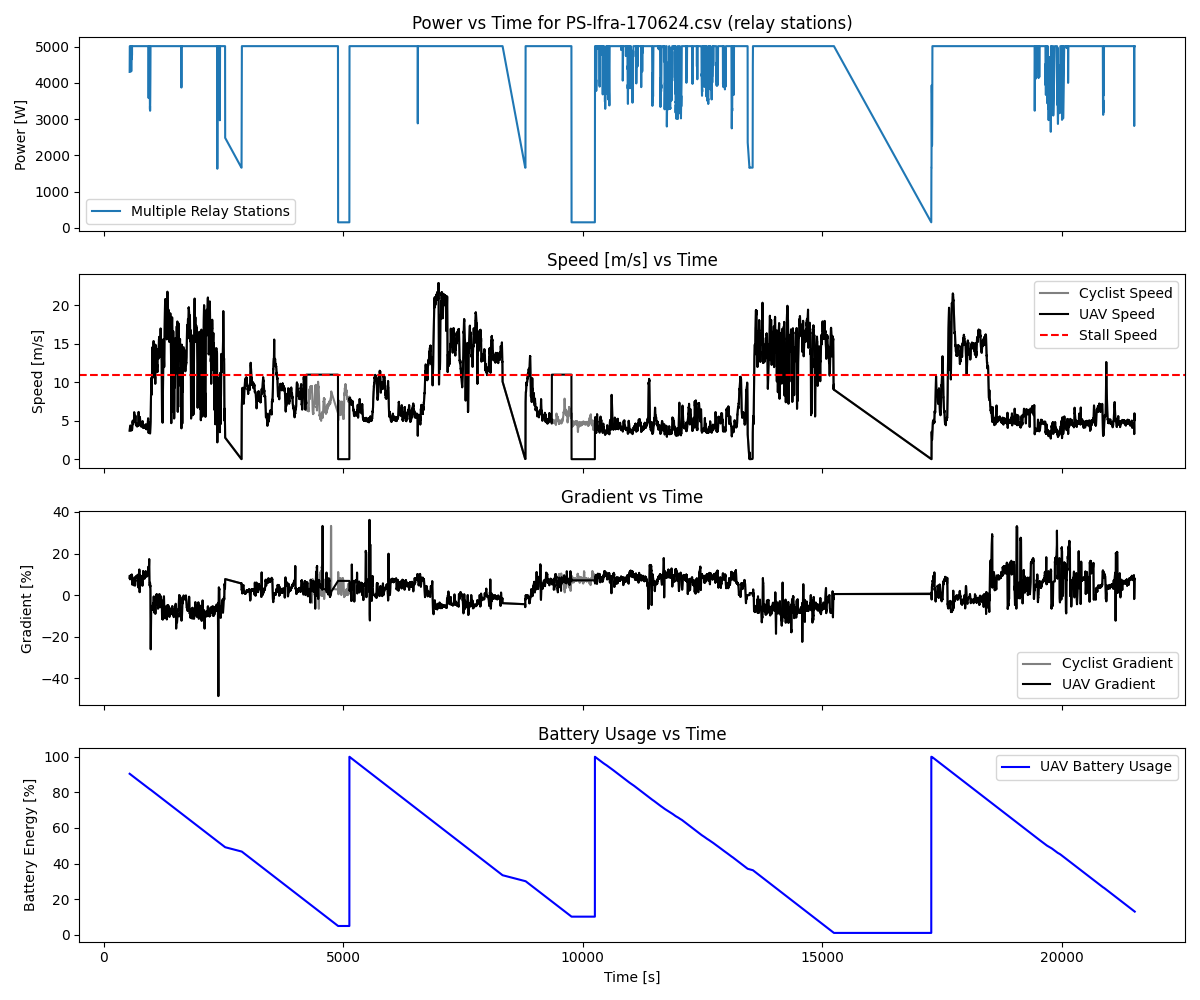 Power vs Time for PS-Ifra-170624.csv (relay stations)
5000
4000
3000
2000
1000
0
Power [W]
Multiple Relay Stations
Speed [m/s] vs Time
20
15
10
5
0
Speed [m/s]
Cyclist Speed
UAV Speed
Stall Speed
Gradient vs Time
40
20
0
−20
−40
Gradient [%]
Cyclist Gradient
UAV Gradient
Battery Usage vs Time
100
80
60
40
20
0
Battery Energy [%]
UAV Battery Usage
0 5000 10000 15000 20000
Time [s]